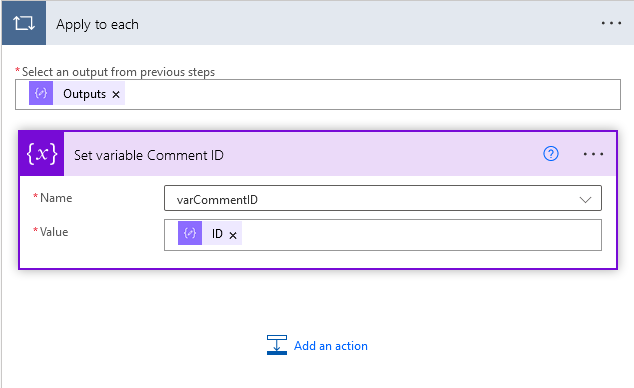 Apply to each
*Select an output from previous steps
{x} Outputs ×
{x} Set variable Comment ID ?
*Name varCommentID
*Value {x} ID ×
Add an action